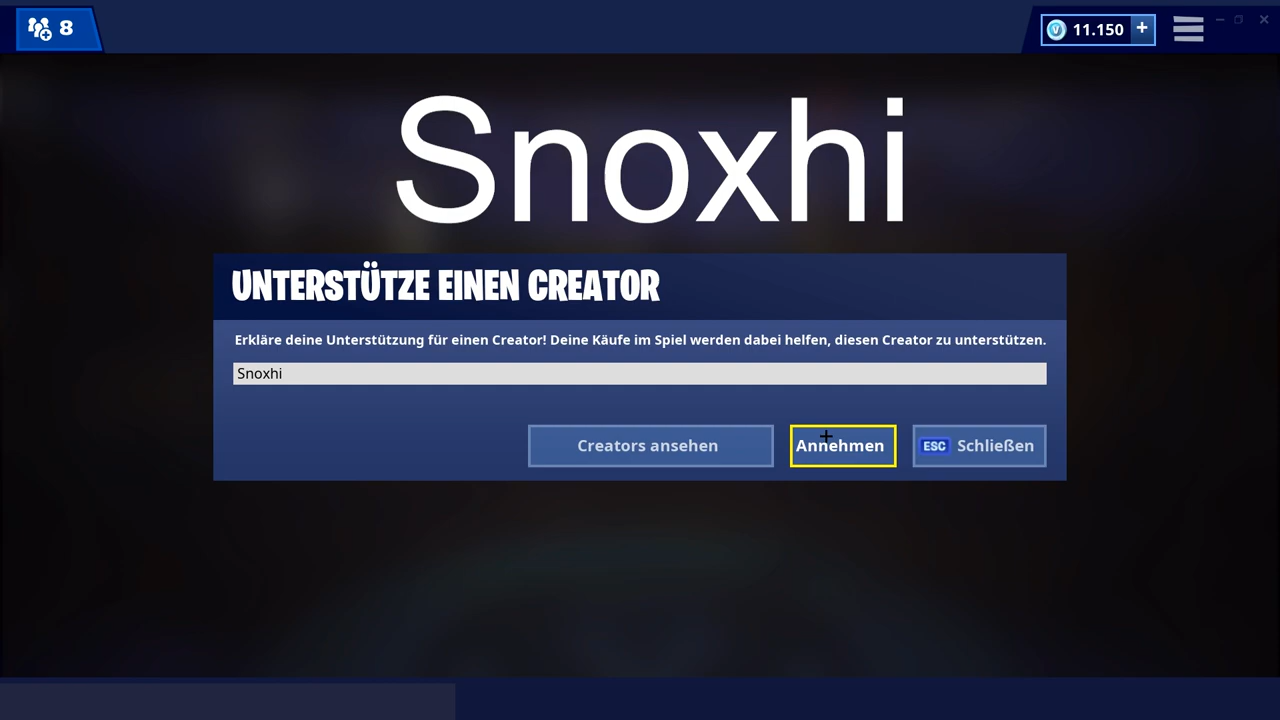 8
11.150 +
Snoxhi
UNTERSTÜTZE EINEN CREATOR
Erkläre deine Unterstützung für einen Creator! Deine Käufe im Spiel werden dabei helfen, diesen Creator zu unterstützen.
Snoxhi
Creators ansehen
Annehmen
ESC Schließen